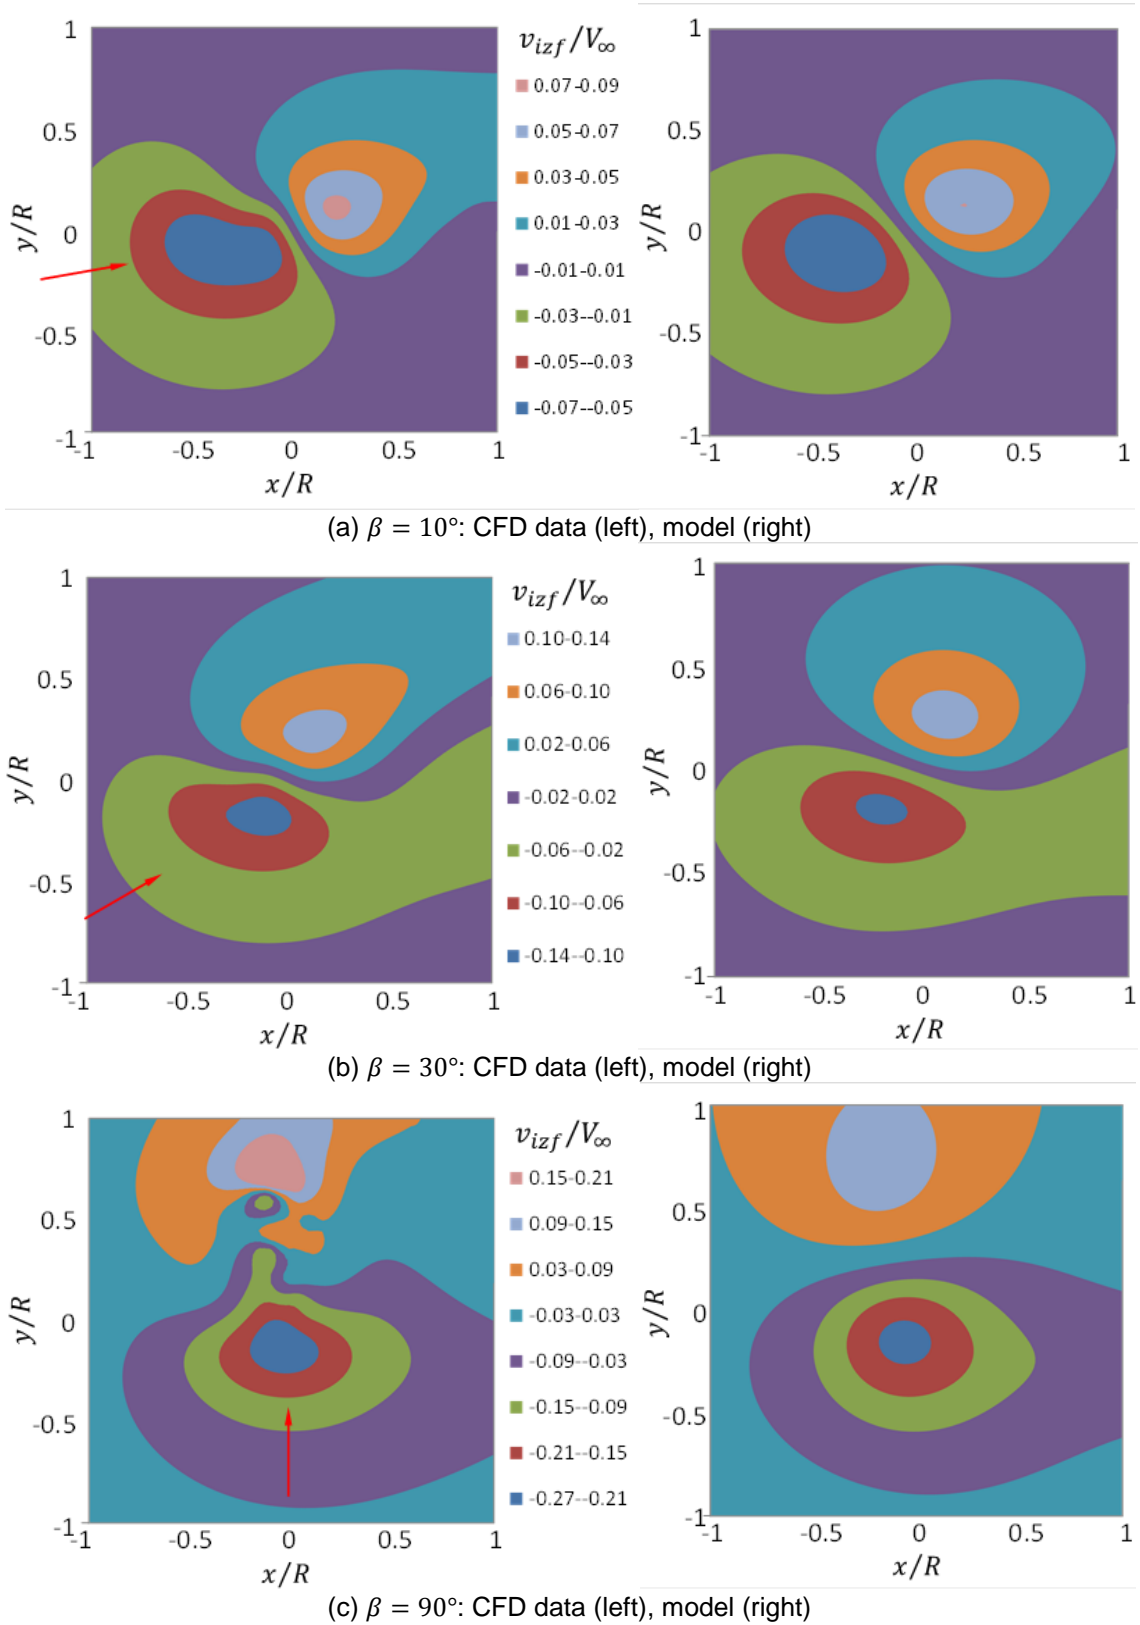 v_izf/V_∞
1
0.5
0
-0.5
-1
y/R
-1 -0.5 0 0.5 1
x/R
0.07-0.09
0.05-0.07
0.03-0.05
0.01-0.03
-0.01-0.01
-0.03--0.01
-0.05--0.03
-0.07--0.05
1
0.5
0
-0.5
-1
y/R
-1 -0.5 0 0.5 1
x/R
(a) β = 10°: CFD data (left), model (right)
v_izf/V_∞
1
0.5
0
-0.5
-1
y/R
-1 -0.5 0 0.5 1
x/R
0.10-0.14
0.06-0.10
0.02-0.06
-0.02-0.02
-0.06--0.02
-0.10--0.06
-0.14--0.10
1
0.5
0
-0.5
-1
y/R
-1 -0.5 0 0.5 1
x/R
(b) β = 30°: CFD data (left), model (right)
v_izf/V_∞
1
0.5
0
-0.5
-1
y/R
-1 -0.5 0 0.5 1
x/R
0.15-0.21
0.09-0.15
0.03-0.09
-0.03-0.03
-0.09--0.03
-0.15--0.09
-0.21--0.15
-0.27--0.21
1
0.5
0
-0.5
-1
y/R
-1 -0.5 0 0.5 1
x/R
(c) β = 90°: CFD data (left), model (right)